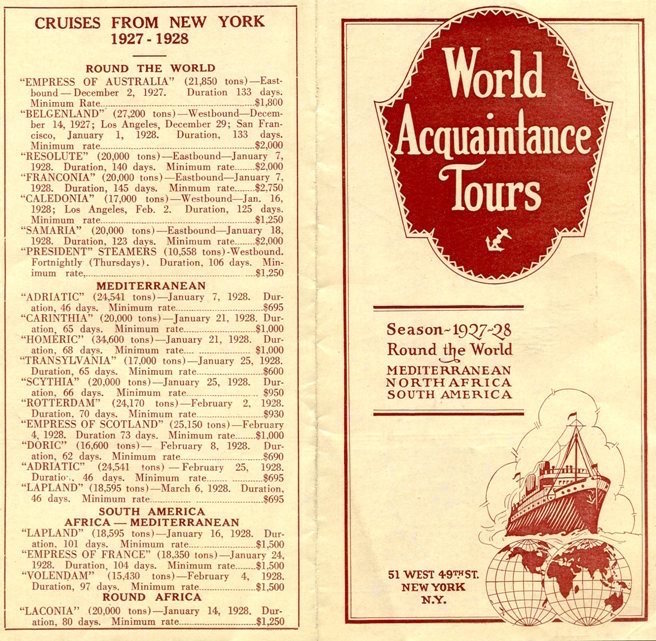 CRUISES FROM NEW YORK
1927 - 1928
ROUND THE WORLD
"EMPRESS OF AUSTRALIA" (21,850 tons)—East-
bound — December 2, 1927. Duration 133 days.
Minimum Rate $1,800
"BELGENLAND" (27,200 tons)—Westbound—Decem-
ber 14, 1927; Los Angeles, December 29; San Fran-
cisco, January 1, 1928. Duration, 133 days.
Minimum rate $2,000
"RESOLUTE" (20,000 tons)—Eastbound—January 7,
1928. Duration, 140 days. Minimum rate $2,000
"FRANCONIA" (20,000 tons)—Eastbound—January 7,
1928. Duration, 145 days. Minmum rate $2,750
"CALEDONIA" (17,000 tons)—Westbound—Jan. 16,
1928; Los Angeles, Feb. 2. Duration, 125 days.
Minimum rate $1,250
"SAMARIA" (20,000 tons)—Eastbound—January 18,
1928. Duration, 123 days. Minimum rate $2,000
"PRESIDENT" STEAMERS (10,558 tons)-Westbound.
Fortnightly (Thursdays). Duration, 106 days. Min-
imum rate, $1,250
MEDITERRANEAN
"ADRIATIC" (24,541 tons)—January 7, 1928. Dur-
ation, 46 days. Minimum rate $695
"CARINTHIA" (20,000 tons)—January 21, 1928. Dur-
ation, 65 days. Minimum rate $1,000
"HOMERIC" (34,600 tons)—January 21, 1928. Dur-
ation, 68 days. Minimum rate $1,000
"TRANSYLVANIA" (17,000 tons)—January 25, 1928.
Duration, 65 days. Minimum rate $600
"SCYTHIA" (20,000 tons)—January 25, 1928. Dur-
ation, 66 days. Minimum rate $950
"ROTTERDAM" (24,170 tons)—February 2, 1928.
Duration, 70 days. Minimum rate $930
"EMPRESS OF SCOTLAND" (25,150 tons)—February
4, 1928. Duration 73 days. Minimum rate $1,000
"DORIC" (16,600 tons)— February 8, 1928. Dur-
ation, 62 days. Minimum rate $690
"ADRIATIC" (24,541 tons — February 25, 1928.
Duration, 46 days. Minimum rate $695
"LAPLAND" (18,595 tons)—March 6, 1928. Duration,
46 days. Minimum rate $695
SOUTH AMERICA
AFRICA — MEDITERRANEAN
"LAPLAND" (18,595 tons)—January 16, 1928. Dur-
ation, 101 days. Minimum rate $1,500
"EMPRESS OF FRANCE" (18,350 tons)—January 24,
1928. Duration, 104 days. Minimum rate $1,500
"VOLENDAM" (15,430 tons)—February 4, 1928.
Duration, 97 days. Minimum rate $1,500
ROUND AFRICA
"LACONIA" (20,000 tons)—January 14, 1928. Dur-
ation, 80 days. Minimum rate $1,250
World
Acquaintance
Tours
Season~1927-28
Round the World
MEDITERRANEAN
NORTH AFRICA
SOUTH AMERICA
51 WEST 49TH ST.
NEW YORK
N.Y.